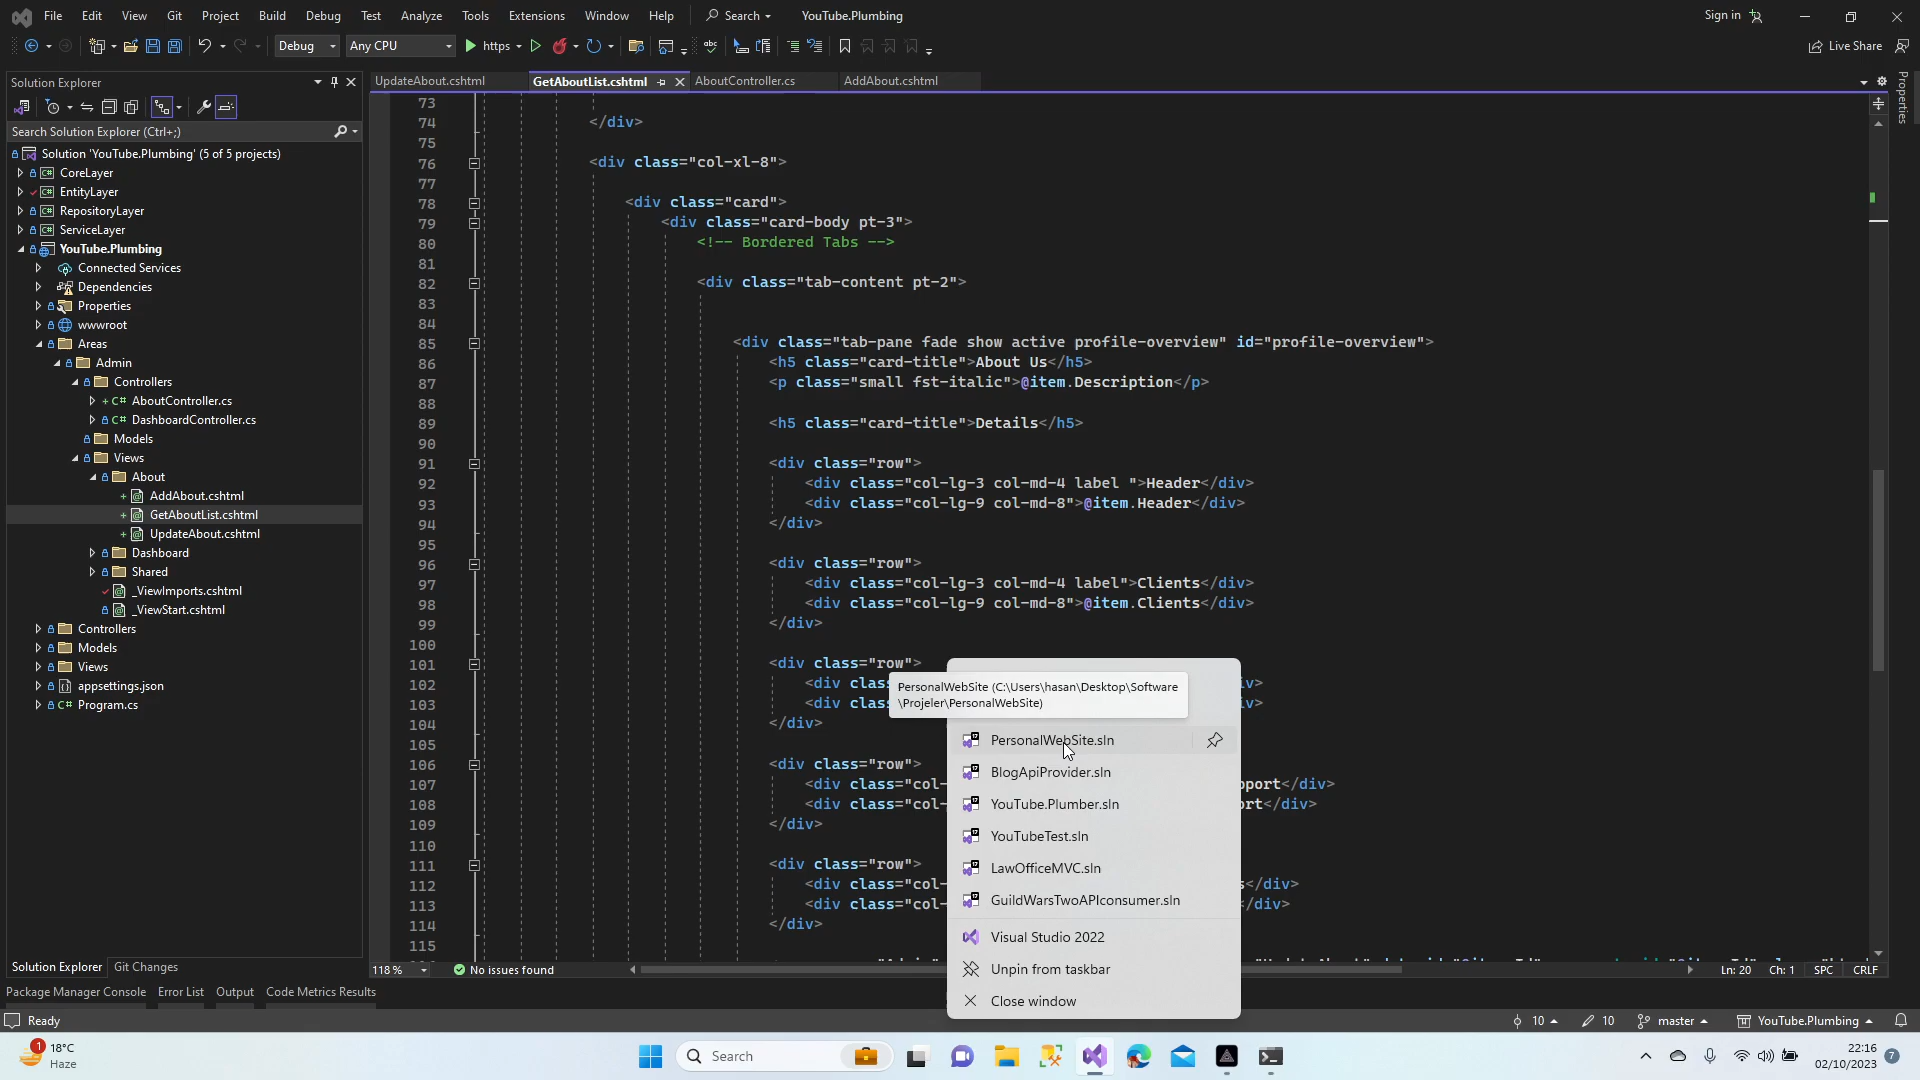 File Edit View Git Project Build Debug Test Analyze Tools Extensions Window Help Search YouTube.Plumbing Sign in
Debug Any CPU https Live Share
Solution Explorer
Search Solution Explorer (Ctrl+;)
Solution 'YouTube.Plumbing' (5 of 5 projects)
CoreLayer
EntityLayer
RepositoryLayer
ServiceLayer
YouTube.Plumbing
Connected Services
Dependencies
Properties
wwwroot
Areas
Admin
Controllers
AboutController.cs
DashboardController.cs
Models
Views
About
AddAbout.cshtml
GetAboutList.cshtml
UpdateAbout.cshtml
Dashboard
Shared
_ViewImports.cshtml
_ViewStart.cshtml
Controllers
Models
Views
appsettings.json
Program.cs
Solution Explorer Git Changes
UpdateAbout.cshtml GetAboutList.cshtml AboutController.cs AddAbout.cshtml
Properties
73
74 </div>
75
76 <div class="col-xl-8">
77
78 <div class="card">
79 <div class="card-body pt-3">
80 <!-- Bordered Tabs -->
81
82 <div class="tab-content pt-2">
83
84
85 <div class="tab-pane fade show active profile-overview" id="profile-overview">
86 <h5 class="card-title">About Us</h5>
87 <p class="small fst-italic">@item.Description</p>
88
89 <h5 class="card-title">Details</h5>
90
91 <div class="row">
92 <div class="col-lg-3 col-md-4 label ">Header</div>
93 <div class="col-lg-9 col-md-8">@item.Header</div>
94 </div>
95
96 <div class="row">
97 <div class="col-lg-3 col-md-4 label">Clients</div>
98 <div class="col-lg-9 col-md-8">@item.Clients</div>
99 </div>
100
101 <div class="row">
102 <div clas iv>
103 <div clas iv>
104 </div>
105
106 <div class="row">
107 <div class="col- pport</div>
108 <div class="col- ort</div>
109 </div>
110
111 <div class="row">
112 <div class="col- s</div>
113 <div class="col- </div>
114 </div>
115
PersonalWebSite (C:\Users\hasan\Desktop\Software
\Projeler\PersonalWebSite)
PersonalWebSite.sln
BlogApiProvider.sln
YouTube.Plumber.sln
YouTubeTest.sln
LawOfficeMVC.sln
GuildWarsTwoAPIconsumer.sln
Visual Studio 2022
Unpin from taskbar
Close window
118 % No issues found Ln: 20 Ch: 1 SPC CRLF
Package Manager Console Error List Output Code Metrics Results
Ready 10 10 master YouTube.Plumbing
1 18°C
Haze
Search
22:16
02/10/2023
7